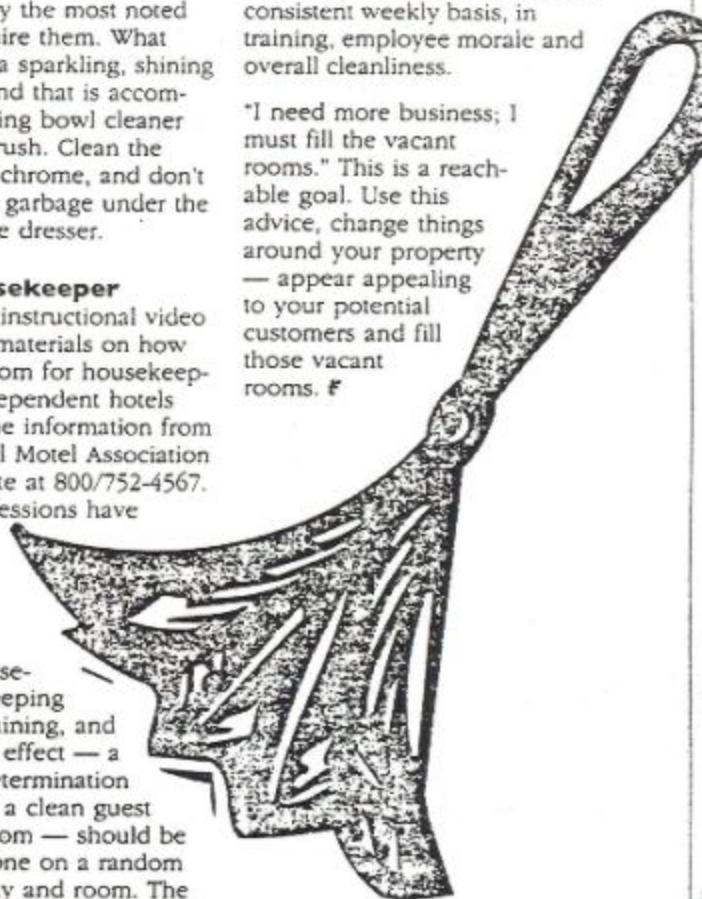 y the most noted
ire them. What
a sparkling, shining
nd that is accom-
ing bowl cleaner
rush. Clean the
chrome, and don't
garbage under the
e dresser.
sekeeper
instructional video
materials on how
om for housekeep-
ependent hotels
e information from
l Motel Association
te at 800/752-4567.
essions have
se-
eeping
ining, and
effect — a
termination
a clean guest
om — should be
one on a random
y and room. The
consistent weekly basis, in
training, employee morale and
overall cleanliness.
"I need more business; I
must fill the vacant
rooms." This is a reach-
able goal. Use this
advice, change things
around your property
— appear appealing
to your potential
customers and fill
those vacant
rooms.